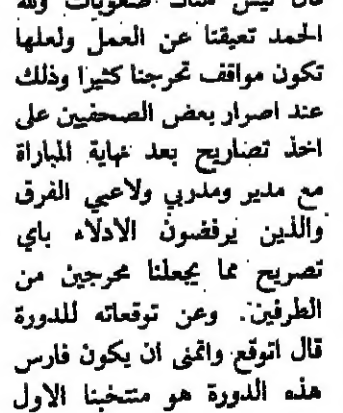 قال ليس هناك صعوبات ولله
الحمد تعيقنا عن العمل ولعلها
تكون مواقف تحرجنا كثيرا وذلك
عند اصرار بعض الصحفيين على
اخذ تصاريح بعد نهاية المباراة
مع مدير ومدربي ولاعبي الفرق
والذين يرفضون الادلاء باي
تصريح مما يجعلنا محرجين من
الطرفين. وعن توقعاته للدورة
قال اتوقع واتمنى ان يكون فارس
هذه الدورة هو منتخبنا الاول